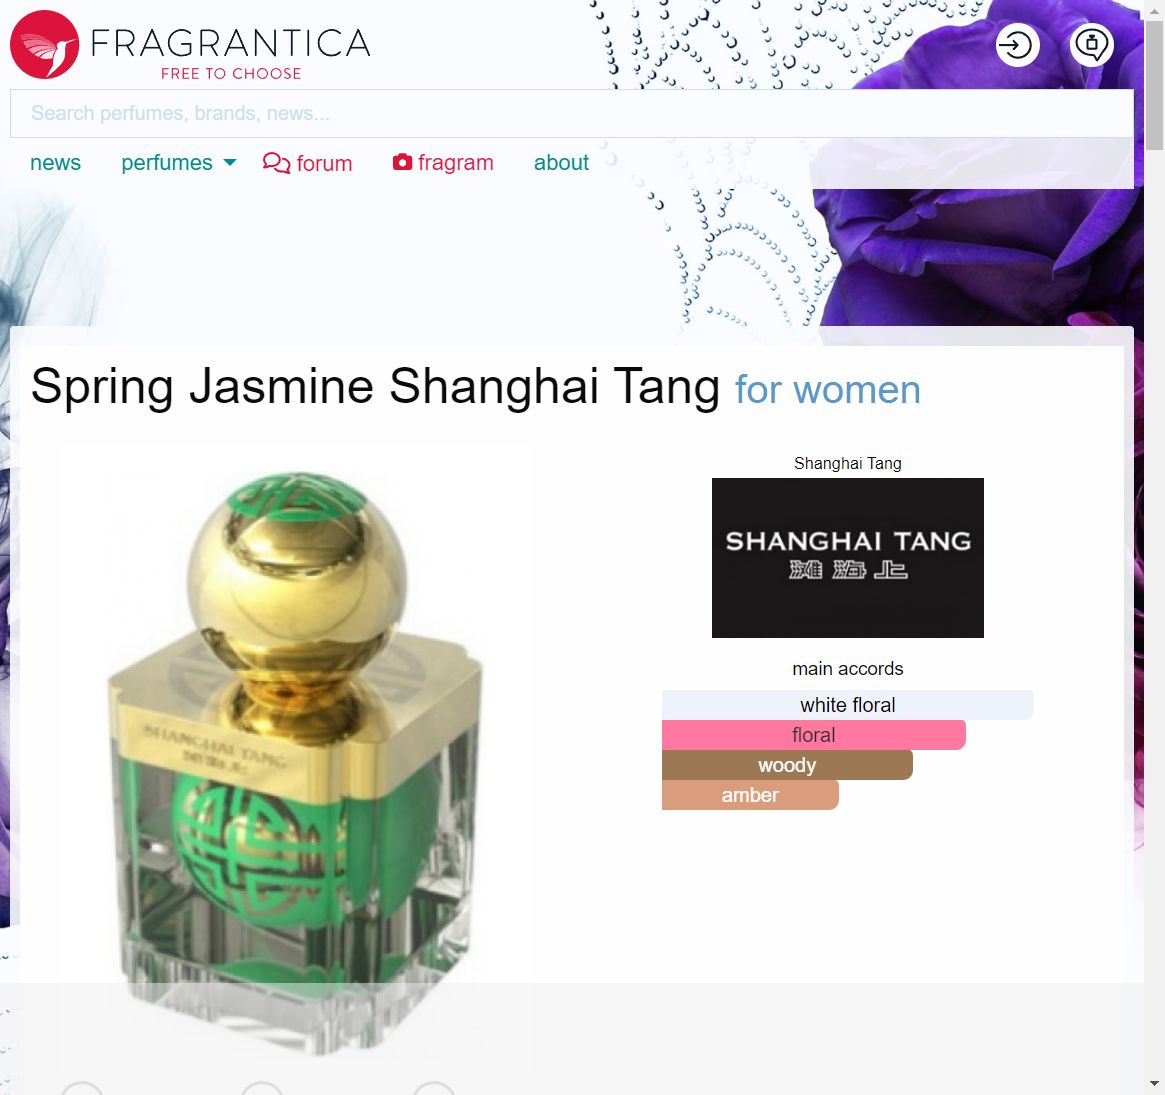 FRAGRANTICA
FREE TO CHOOSE
Search perfumes, brands, news...
news
perfumes
forum
fragram
about
Spring Jasmine Shanghai Tang for women
Shanghai Tang
SHANGHAI TANG
灘海上
main accords
white floral
floral
woody
amber
SHANGHAI TANG